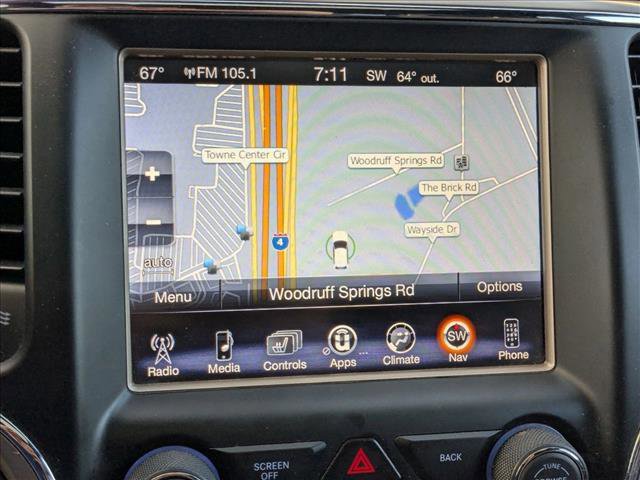 67° FM 105.1 7:11 SW 64° out. 66°
Towne Center Cir
Woodruff Springs Rd
The Brick Rd
Wayside Dr
4
auto
Menu Woodruff Springs Rd Options
SW
Radio Media Controls Apps Climate Nav Phone
SCREEN OFF
BACK
TUNE
BROWSE